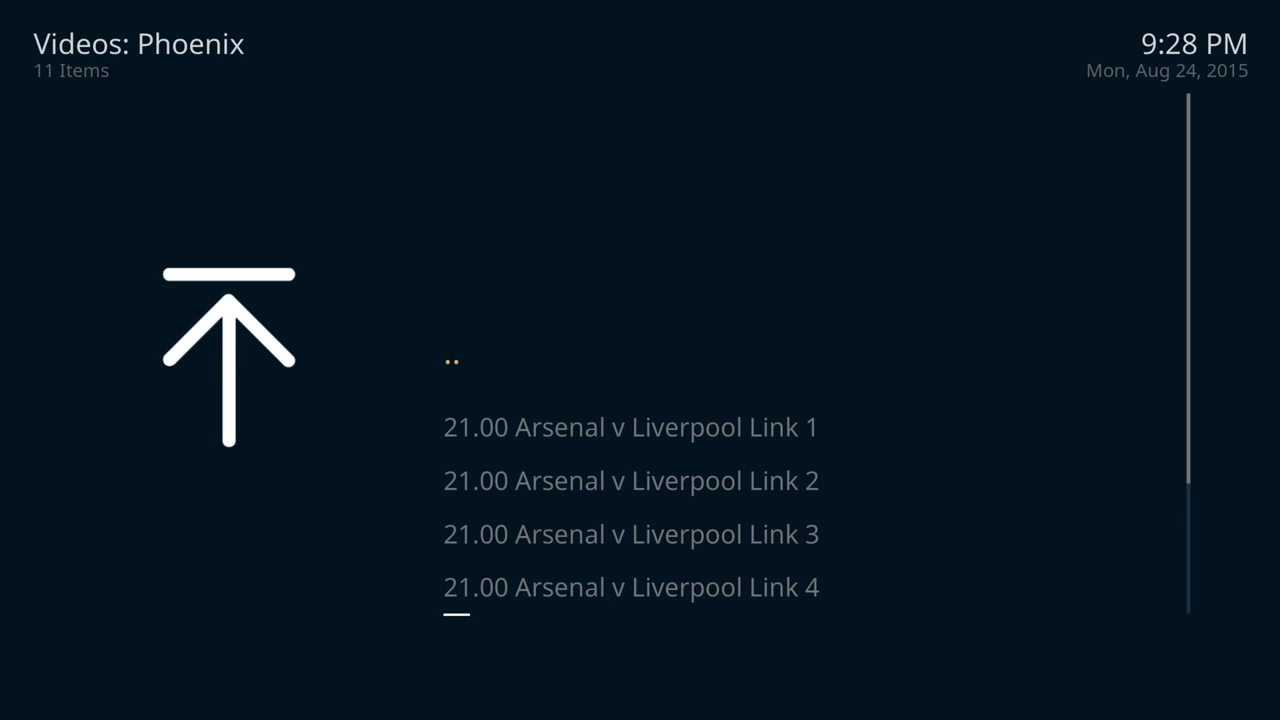 Videos: Phoenix
11 Items
9:28 PM
Mon, Aug 24, 2015
..
21.00 Arsenal v Liverpool Link 1
21.00 Arsenal v Liverpool Link 2
21.00 Arsenal v Liverpool Link 3
21.00 Arsenal v Liverpool Link 4